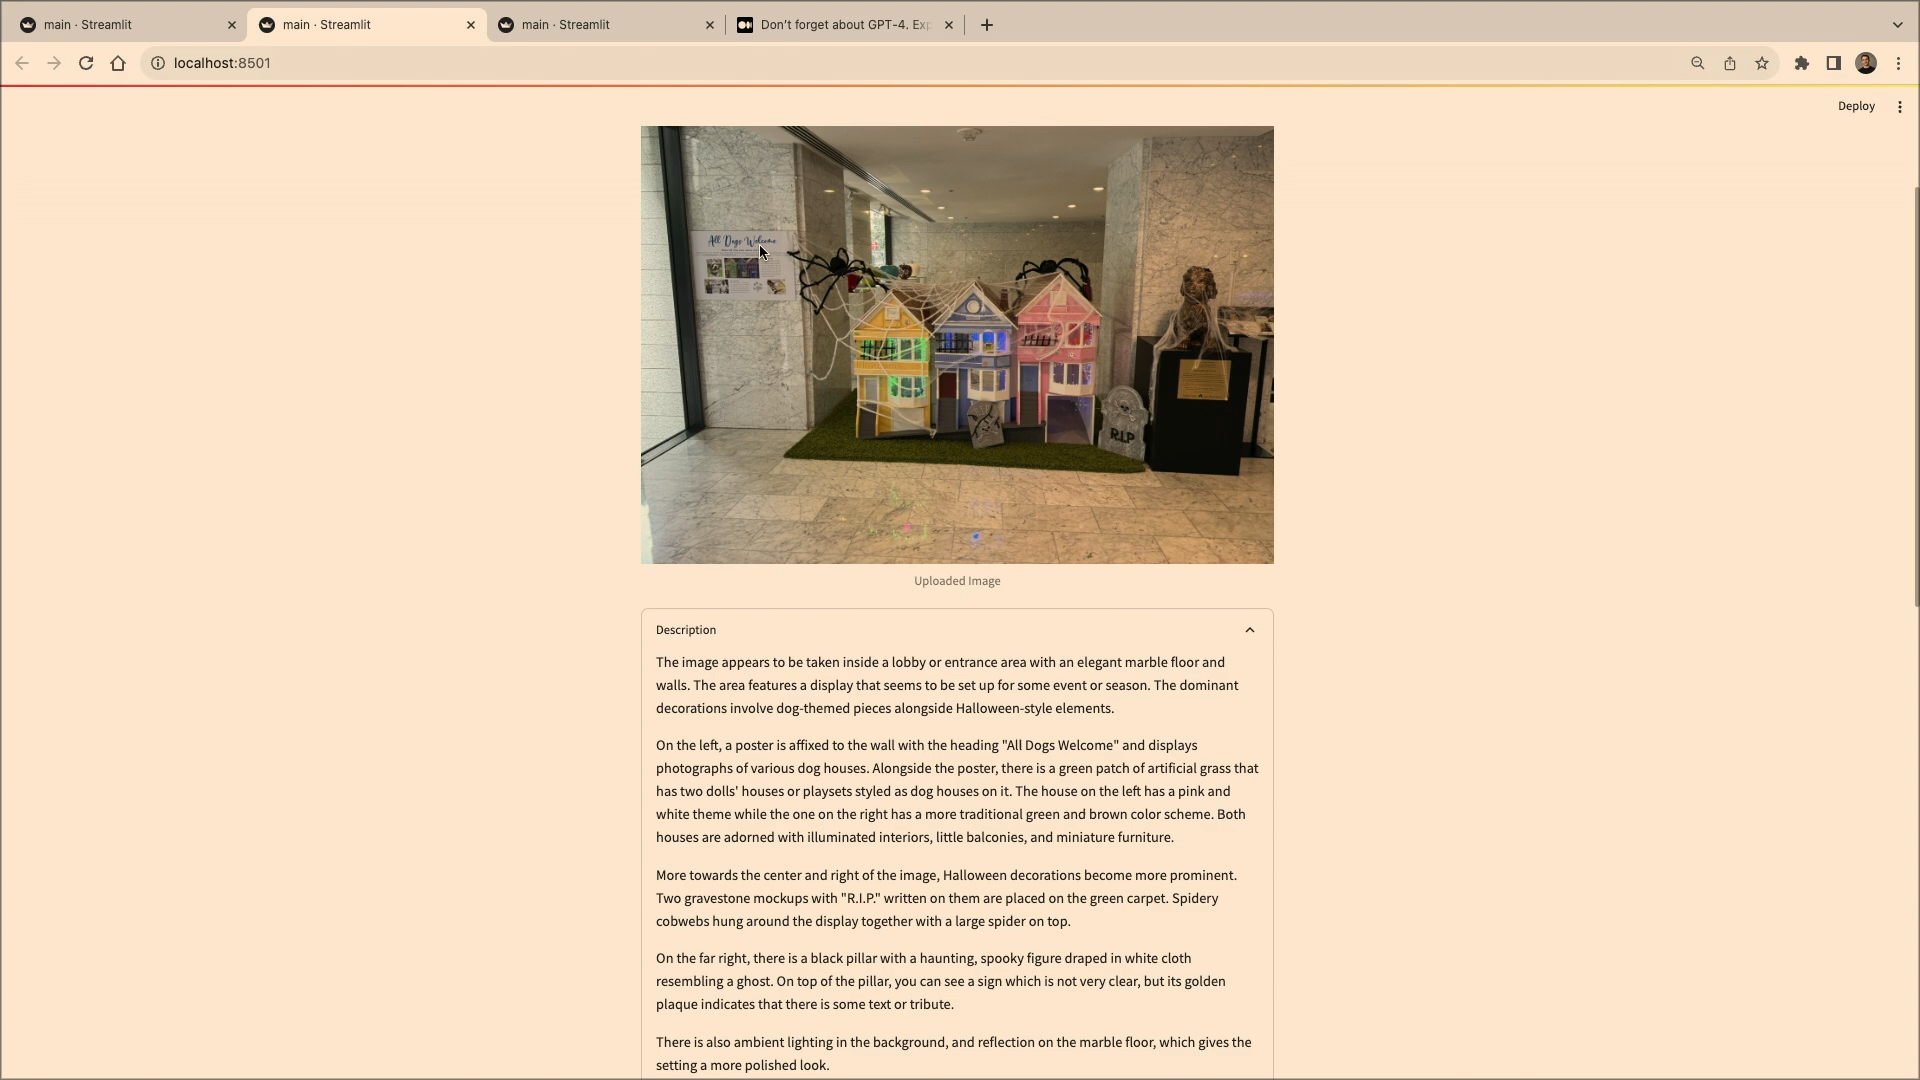 main · Streamlit
main · Streamlit
main · Streamlit
Don't forget about GPT-4. Exp
localhost:8501
Deploy
All Dogs Welcome
R.I.P
Uploaded Image
Description
The image appears to be taken inside a lobby or entrance area with an elegant marble floor and
walls. The area features a display that seems to be set up for some event or season. The dominant
decorations involve dog-themed pieces alongside Halloween-style elements.
On the left, a poster is affixed to the wall with the heading "All Dogs Welcome" and displays
photographs of various dog houses. Alongside the poster, there is a green patch of artificial grass that
has two dolls' houses or playsets styled as dog houses on it. The house on the left has a pink and
white theme while the one on the right has a more traditional green and brown color scheme. Both
houses are adorned with illuminated interiors, little balconies, and miniature furniture.
More towards the center and right of the image, Halloween decorations become more prominent.
Two gravestone mockups with "R.I.P." written on them are placed on the green carpet. Spidery
cobwebs hung around the display together with a large spider on top.
On the far right, there is a black pillar with a haunting, spooky figure draped in white cloth
resembling a ghost. On top of the pillar, you can see a sign which is not very clear, but its golden
plaque indicates that there is some text or tribute.
There is also ambient lighting in the background, and reflection on the marble floor, which gives the
setting a more polished look.